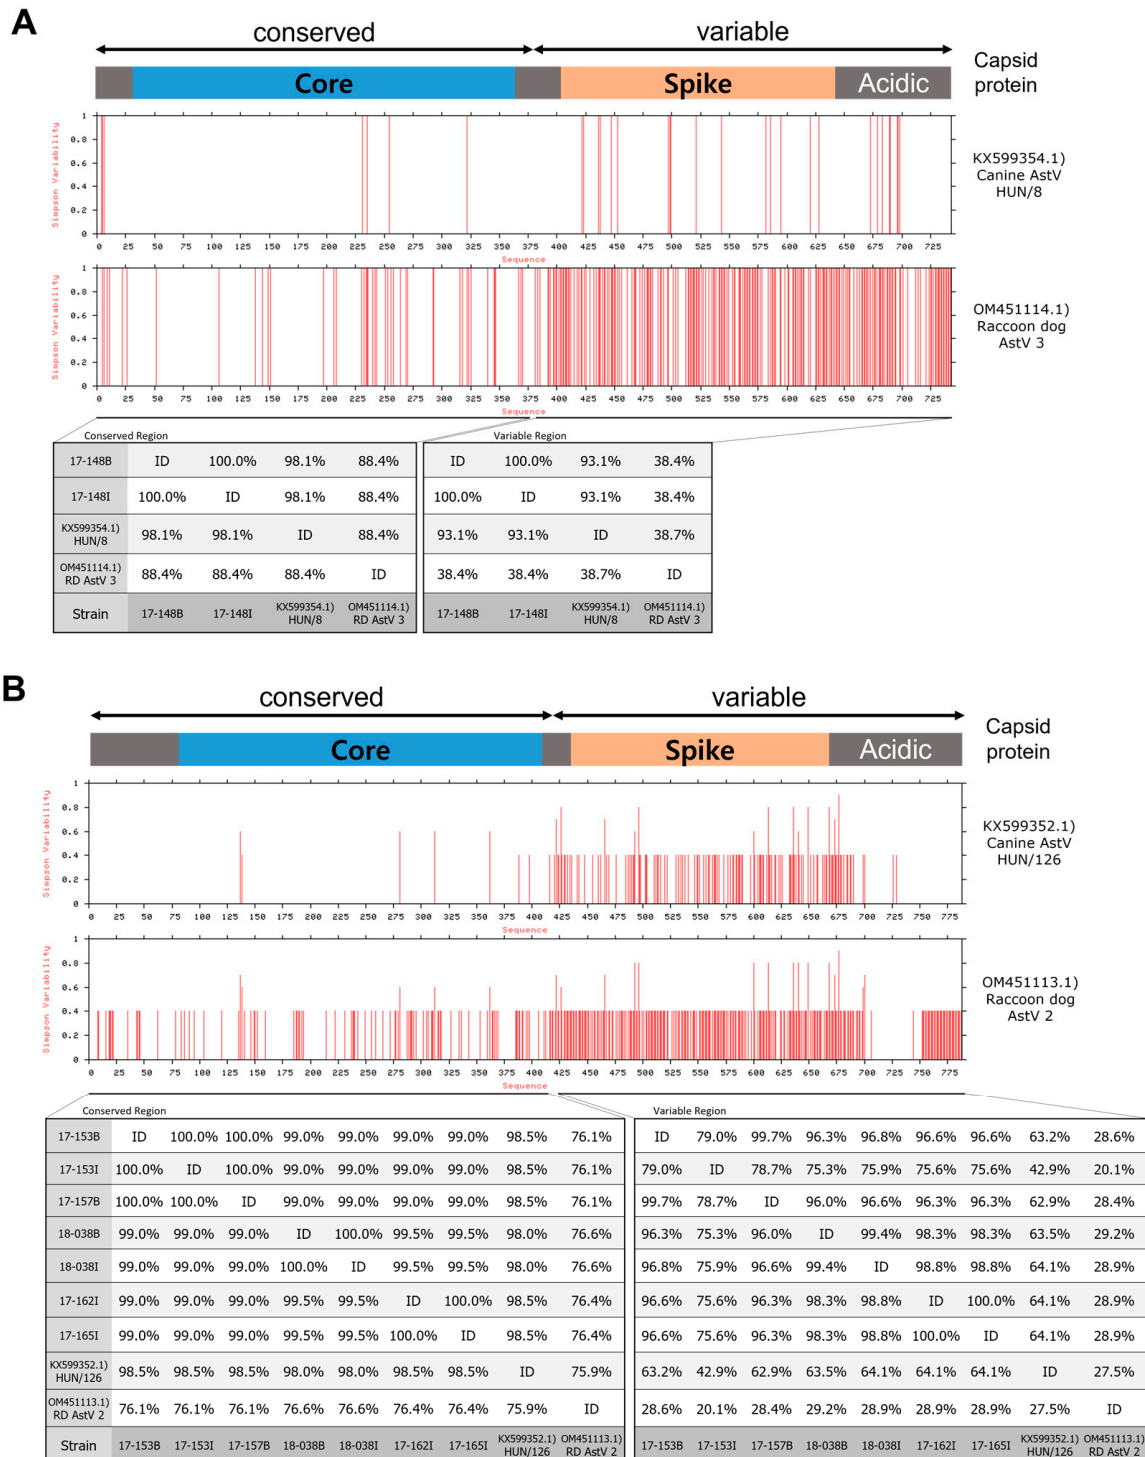 A
conserved variable
Core Spike Acidic
Capsid
protein
Simpson Variability
1
0.8
0.6
0.4
0.2
0
0 25 50 75 100 125 150 175 200 225 250 275 300 325 350 375 400 425 450 475 500 525 550 575 600 625 650 675 700 725
Sequence
KX599354.1)
Canine AstV
HUN/8
Simpson Variability
1
0.8
0.6
0.4
0.2
0
0 25 50 75 100 125 150 175 200 225 250 275 300 325 350 375 400 425 450 475 500 525 550 575 600 625 650 675 700 725
Sequence
OM451114.1)
Raccoon dog
AstV 3
Conserved Region
17-148B ID 100.0% 98.1% 88.4%
17-148I 100.0% ID 98.1% 88.4%
KX599354.1)
HUN/8 98.1% 98.1% ID 88.4%
OM451114.1)
RD AstV 3 88.4% 88.4% 88.4% ID
Strain 17-148B 17-148I KX599354.1) HUN/8 OM451114.1) RD AstV 3
Variable Region
ID 100.0% 93.1% 38.4%
100.0% ID 93.1% 38.4%
93.1% 93.1% ID 38.7%
38.4% 38.4% 38.7% ID
17-148B 17-148I KX599354.1) HUN/8 OM451114.1) RD AstV 3
B
conserved variable
Core Spike Acidic
Capsid
protein
Simpson Variability
1
0.8
0.6
0.4
0.2
0
0 25 50 75 100 125 150 175 200 225 250 275 300 325 350 375 400 425 450 475 500 525 550 575 600 625 650 675 700 725 750 775
Sequence
KX599352.1)
Canine AstV
HUN/126
Simpson Variability
1
0.8
0.6
0.4
0.2
0
0 25 50 75 100 125 150 175 200 225 250 275 300 325 350 375 400 425 450 475 500 525 550 575 600 625 650 675 700 725 750 775
Sequence
OM451113.1)
Raccoon dog
AstV 2
Conserved Region
17-153B ID 100.0% 100.0% 99.0% 99.0% 99.0% 99.0% 98.5% 76.1%
17-153I 100.0% ID 100.0% 99.0% 99.0% 99.0% 99.0% 98.5% 76.1%
17-157B 100.0% 100.0% ID 99.0% 99.0% 99.0% 99.0% 98.5% 76.1%
18-038B 99.0% 99.0% 99.0% ID 100.0% 99.5% 99.5% 98.0% 76.6%
18-038I 99.0% 99.0% 99.0% 100.0% ID 99.5% 99.5% 98.0% 76.6%
17-162I 99.0% 99.0% 99.0% 99.5% 99.5% ID 100.0% 98.5% 76.4%
17-165I 99.0% 99.0% 99.0% 99.5% 99.5% 100.0% ID 98.5% 76.4%
KX599352.1)
HUN/126 98.5% 98.5% 98.5% 98.0% 98.0% 98.5% 98.5% ID 75.9%
OM451113.1)
RD AstV 2 76.1% 76.1% 76.1% 76.6% 76.6% 76.4% 76.4% 75.9% ID
Strain 17-153B 17-153I 17-157B 18-038B 18-038I 17-162I 17-165I KX599352.1) HUN/126 OM451113.1) RD AstV 2
Variable Region
ID 79.0% 99.7% 96.3% 96.8% 96.6% 96.6% 63.2% 28.6%
79.0% ID 78.7% 75.3% 75.9% 75.6% 75.6% 42.9% 20.1%
99.7% 78.7% ID 96.0% 96.6% 96.3% 96.3% 62.9% 28.4%
96.3% 75.3% 96.0% ID 99.4% 98.3% 98.3% 63.5% 29.2%
96.8% 75.9% 96.6% 99.4% ID 98.8% 98.8% 64.1% 28.9%
96.6% 75.6% 96.3% 98.3% 98.8% ID 100.0% 64.1% 28.9%
96.6% 75.6% 96.3% 98.3% 98.8% 100.0% ID 64.1% 28.9%
63.2% 42.9% 62.9% 63.5% 64.1% 64.1% 64.1% ID 27.5%
28.6% 20.1% 28.4% 29.2% 28.9% 28.9% 28.9% 27.5% ID
17-153B 17-153I 17-157B 18-038B 18-038I 17-162I 17-165I KX599352.1) HUN/126 OM451113.1) RD AstV 2